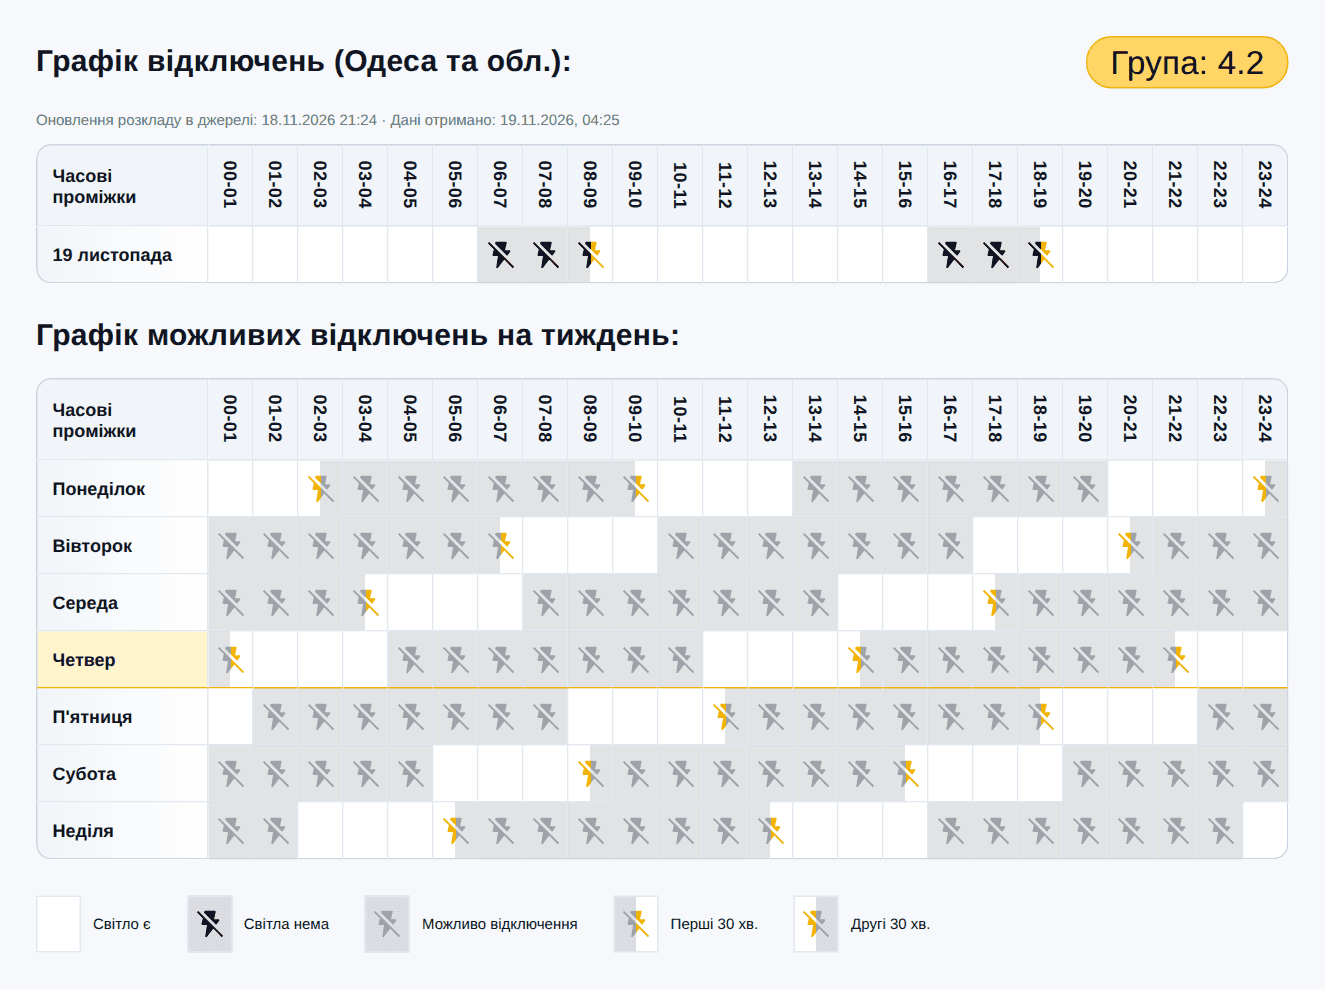 Графік відключень (Одеса та обл.):
Група: 4.2
Оновлення розкладу в джерелі: 18.11.2026 21:24 · Дані отримано: 19.11.2026, 04:25
Часові проміжки 00-01 01-02 02-03 03-04 04-05 05-06 06-07 07-08 08-09 09-10 10-11 11-12 12-13 13-14 14-15 15-16 16-17 17-18 18-19 19-20 20-21 21-22 22-23 23-24
19 листопада
Графік можливих відключень на тиждень:
Часові проміжки 00-01 01-02 02-03 03-04 04-05 05-06 06-07 07-08 08-09 09-10 10-11 11-12 12-13 13-14 14-15 15-16 16-17 17-18 18-19 19-20 20-21 21-22 22-23 23-24
Понеділок
Вівторок
Середа
Четвер
П'ятниця
Субота
Неділя
Світло є Світла нема Можливо відключення Перші 30 хв. Другі 30 хв.